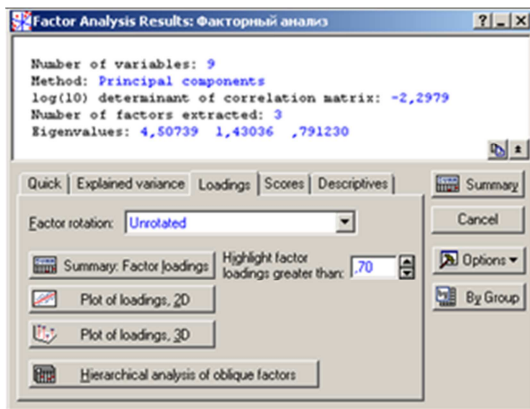 Factor Analysis Results: Факторный анализ
Number of variables: 9
Method: Principal components
log(10) determinant of correlation matrix: -2,2979
Number of factors extracted: 3
Eigenvalues: 4,50739 1,43036 ,791230
Quick Explained variance Loadings Scores Descriptives
Factor rotation: Unrotated
Summary: Factor loadings
Highlight factor
loadings greater than: ,70
Plot of loadings, 2D
Plot of loadings, 3D
Hierarchical analysis of oblique factors
Summary
Cancel
Options
By Group